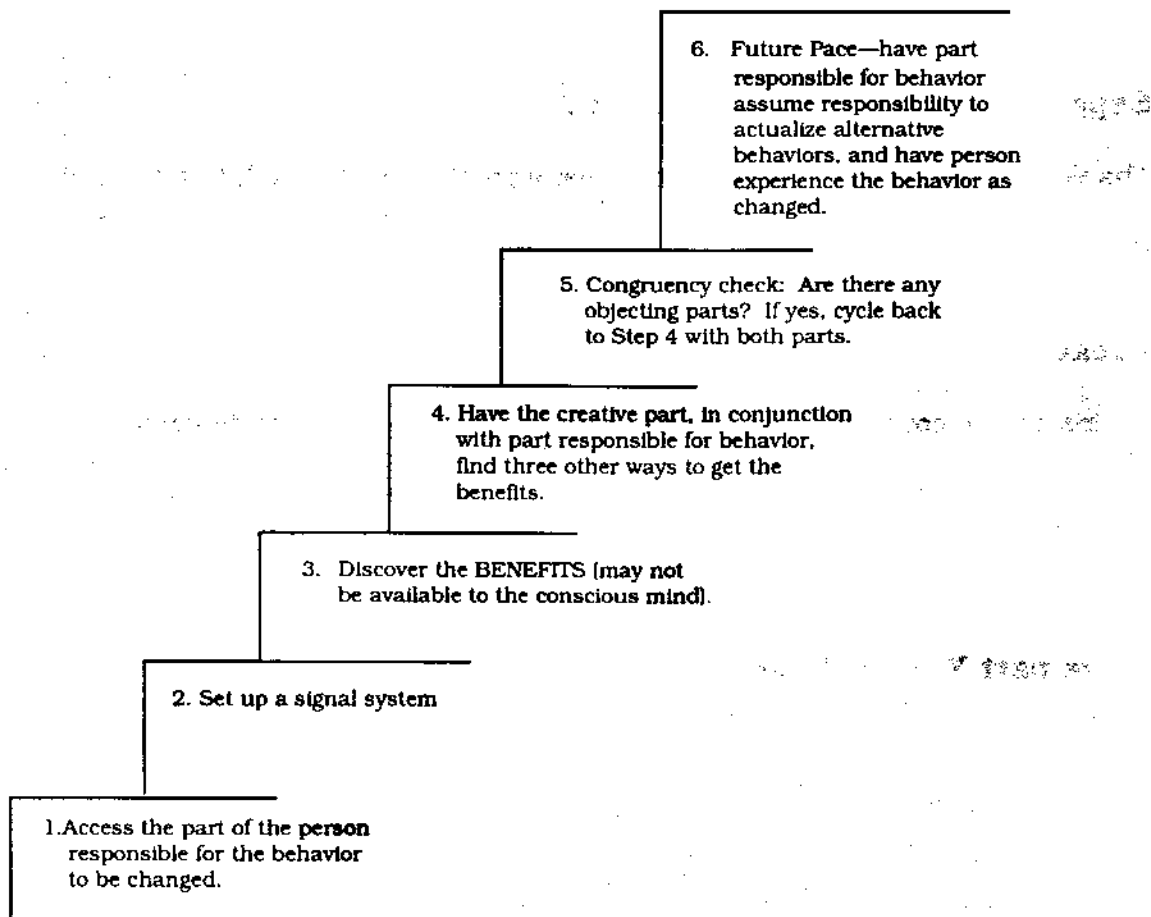 6. Future Pace—have part
responsible for behavior
assume responsibility to
actualize alternative
behaviors, and have person
experience the behavior as
changed.
5. Congruency check: Are there any
objecting parts? If yes, cycle back
to Step 4 with both parts.
4. Have the creative part, in conjunction
with part responsible for behavior,
find three other ways to get the
benefits.
3. Discover the BENEFITS (may not
be available to the conscious mind).
2. Set up a signal system
1.Access the part of the person
responsible for the behavior
to be changed.